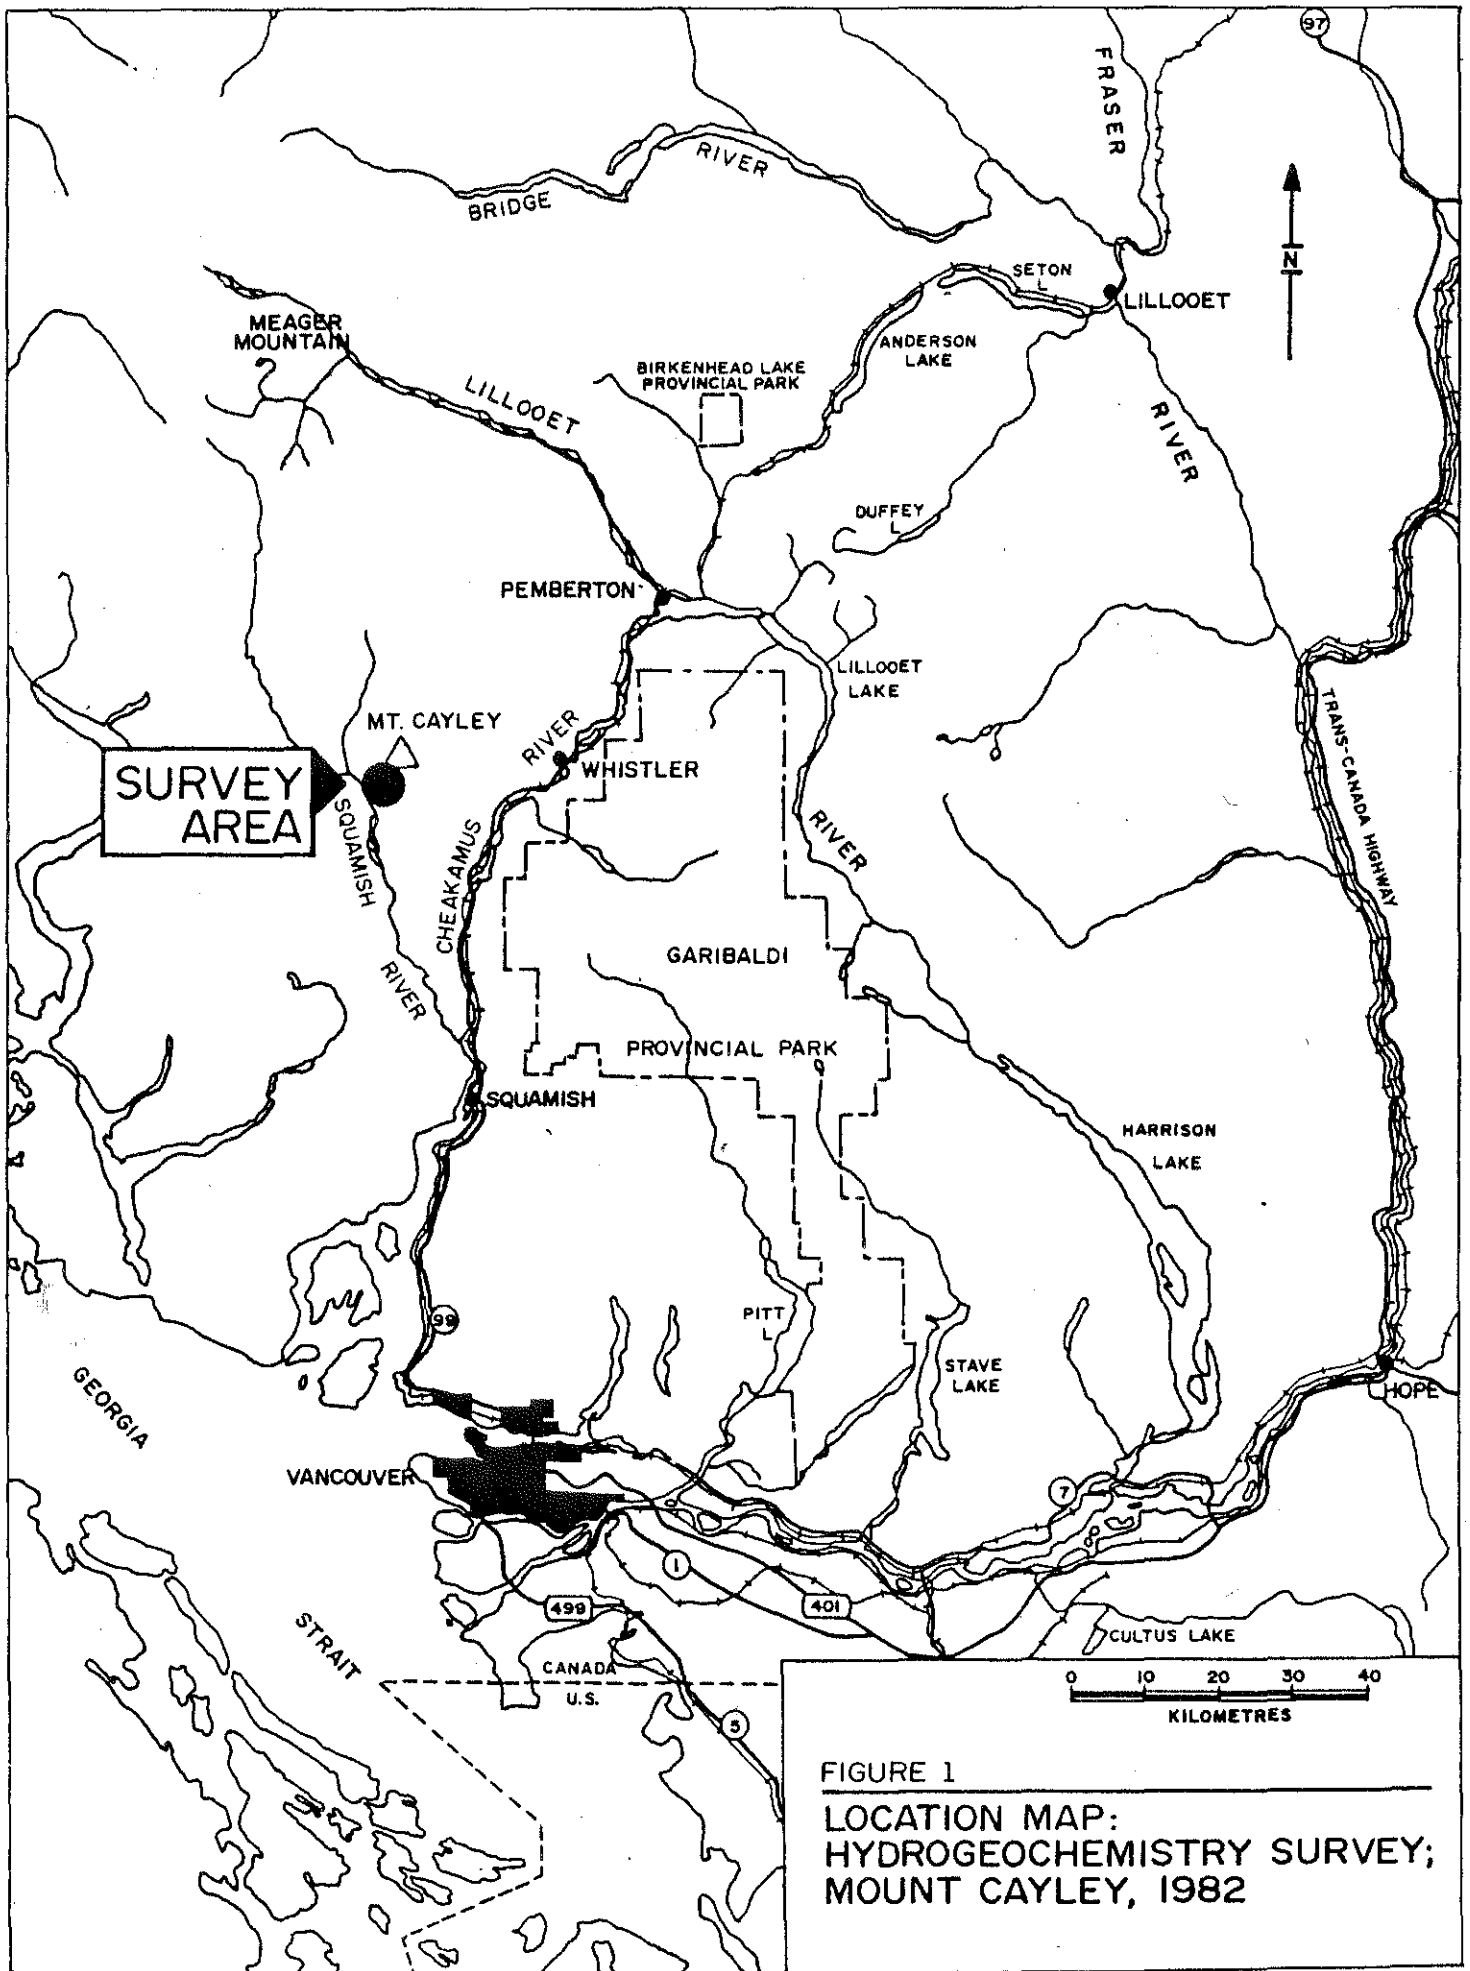 97
FRASER
RIVER
BRIDGE
N
SETON
L
LILLOOET
MEAGER
MOUNTAIN
ANDERSON
LAKE
BIRKENHEAD LAKE
PROVINCIAL PARK
LILLOOET
RIVER
DUFFEY
L
PEMBERTON
LILLOOET
LAKE
TRANS-CANADA HIGHWAY
MT. CAYLEY
RIVER
WHISTLER
SURVEY
AREA
SQUAMISH
RIVER
CHEAKAMUS
RIVER
GARIBALDI
PROVINCIAL PARK
SQUAMISH
HARRISON
LAKE
99
PITT
L
STAVE
LAKE
HOPE
GEORGIA
VANCOUVER
7
1
499
401
STRAIT
CULTUS LAKE
CANADA
U.S.
5
0 10 20 30 40
KILOMETRES
FIGURE 1
LOCATION MAP:
HYDROGEOCHEMISTRY SURVEY;
MOUNT CAYLEY, 1982